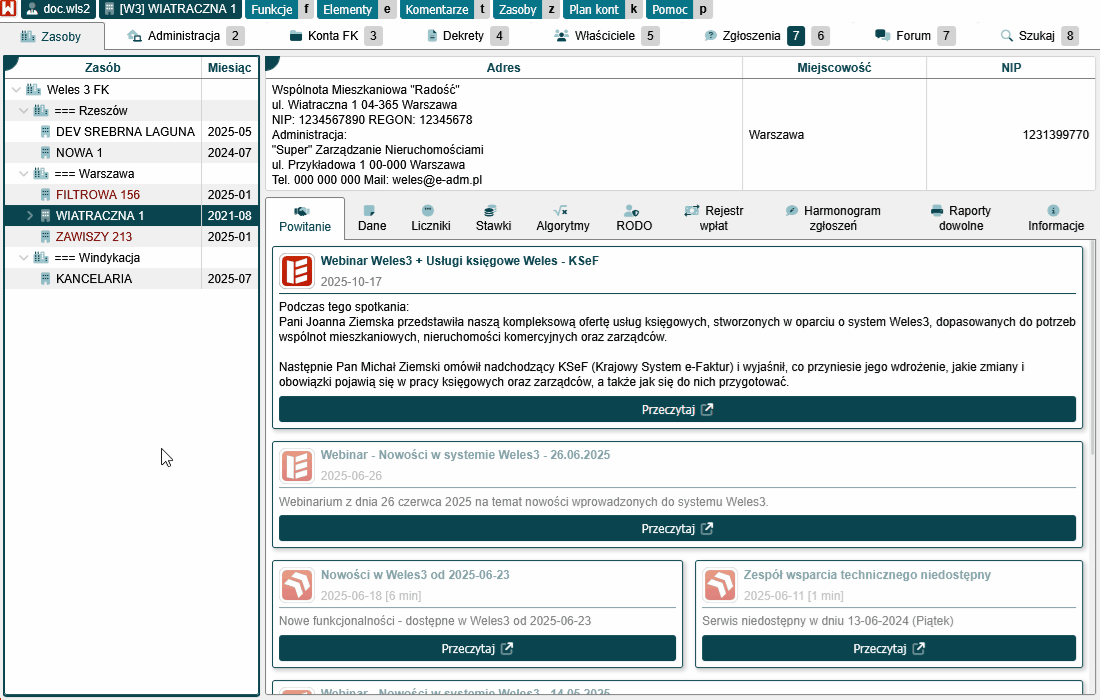 W doc.wls2 [W3] WIATRACZNA 1 Funkcje f Elementy e Komentarze t Zasoby z Plan kont k Pomoc p
Zasoby Administracja 2 Konta FK 3 Dekrety 4 Właściciele 5 Zgłoszenia 7 6 Forum 7 Szukaj 8
Zasób Miesiąc
Weles 3 FK
=== Rzeszów
DEV SREBRNA LAGUNA 2025-05
NOWA 1 2024-07
=== Warszawa
FILTROWA 156 2025-01
WIATRACZNA 1 2021-08
ZAWISZY 213 2025-01
=== Windykacja
KANCELARIA 2025-07
Adres Miejscowość NIP
Wspólnota Mieszkaniowa "Radość"
ul. Wiatraczna 1 04-365 Warszawa
NIP: 1234567890 REGON: 12345678
Administracja:
"Super" Zarządzanie Nieruchomościami
ul. Przykładowa 1 00-000 Warszawa
Tel. 000 000 000 Mail: weles@e-adm.pl
Warszawa
1231399770
Powitanie
Dane
Liczniki
Stawki
Algorytmy
RODO
Rejestr
wpłat
Harmonogram
zgłoszeń
Raporty
dowolne
Informacje
Webinar Weles3 + Usługi księgowe Weles - KSeF
2025-10-17
Podczas tego spotkania:
Pani Joanna Ziemska przedstawiła naszą kompleksową ofertę usług księgowych, stworzonych w oparciu o system Weles3, dopasowanych do potrzeb
wspólnot mieszkaniowych, nieruchomości komercyjnych oraz zarządców.
Następnie Pan Michał Ziemski omówił nadchodzący KSeF (Krajowy System e-Faktur) i wyjaśnił, co przyniesie jego wdrożenie, jakie zmiany i
obowiązki pojawią się w pracy księgowych oraz zarządców, a także jak się do nich przygotować.
Przeczytaj
Webinar - Nowości w systemie Weles3 - 26.06.2025
2025-06-26
Webinarium z dnia 26 czerwca 2025 na temat nowości wprowadzonych do systemu Weles3.
Przeczytaj
Nowości w Weles3 od 2025-06-23
2025-06-18 [6 min]
Nowe funkcjonalności - dostępne w Weles3 od 2025-06-23
Przeczytaj
Zespół wsparcia technicznego niedostępny
2025-06-11 [1 min]
Serwis niedostępny w dniu 13-06-2024 (Piątek)
Przeczytaj
Webinar - Nowości w systemie Weles3 - 14.05.2025